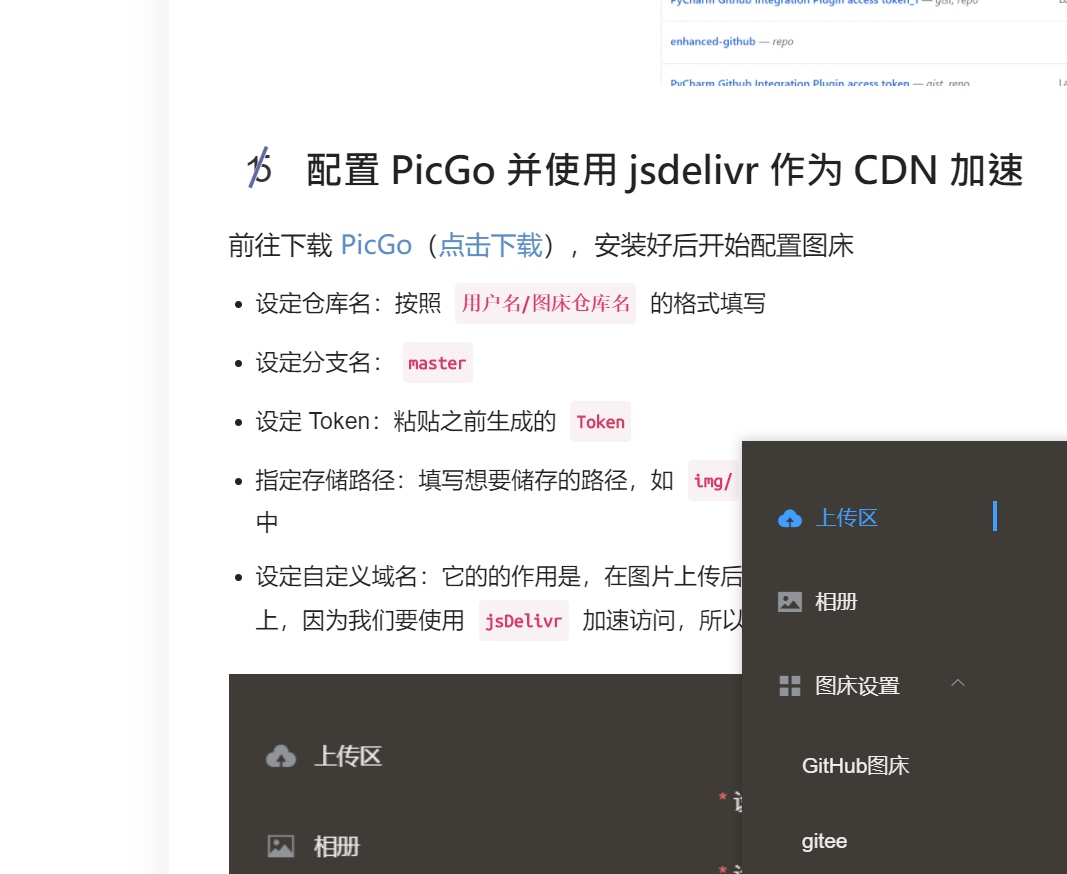 PyCharm Github Integration Plugin access token_1 — gist, repo
enhanced-github — repo
PyCharm Github Integration Plugin access token — gist, repo
配置 PicGo 并使用 jsdelivr 作为 CDN 加速
前往下载 PicGo（点击下载），安装好后开始配置图床
设定仓库名：按照 用户名/图床仓库名 的格式填写
设定分支名： master
设定 Token：粘贴之前生成的 Token
指定存储路径：填写想要储存的路径，如 img/
中
设定自定义域名：它的的作用是，在图片上传后
上，因为我们要使用 jsDelivr 加速访问，所以
上传区
相册
上传区
相册
图床设置
GitHub图床
gitee